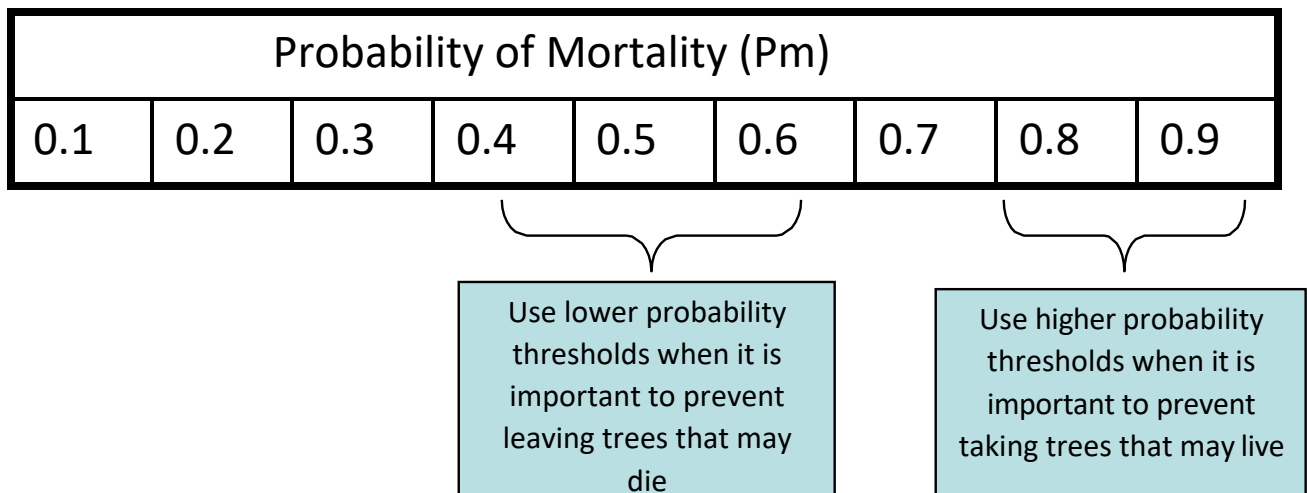 Probability of Mortality (Pm)
0.1 0.2 0.3 0.4 0.5 0.6 0.7 0.8 0.9
Use lower probability
thresholds when it is
important to prevent
leaving trees that may
die
Use higher probability
thresholds when it is
important to prevent
taking trees that may live